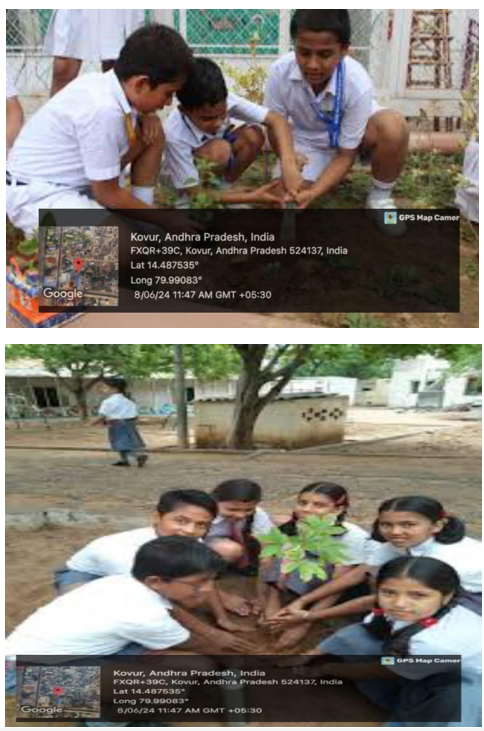 GPS Map Camer
Kovur, Andhra Pradesh, India
FXQR+39C, Kovur, Andhra Pradesh 524137, India
Lat 14.487535°
Long 79.99083°
8/06/24 11:47 AM GMT +05:30
Google
GPS Map Camer
Kovur, Andhra Pradesh, India
FXQR+39C, Kovur, Andhra Pradesh 524137, India
Lat 14.487535°
Long 79.99083°
8/06/24 11:47 AM GMT +05:30
Google